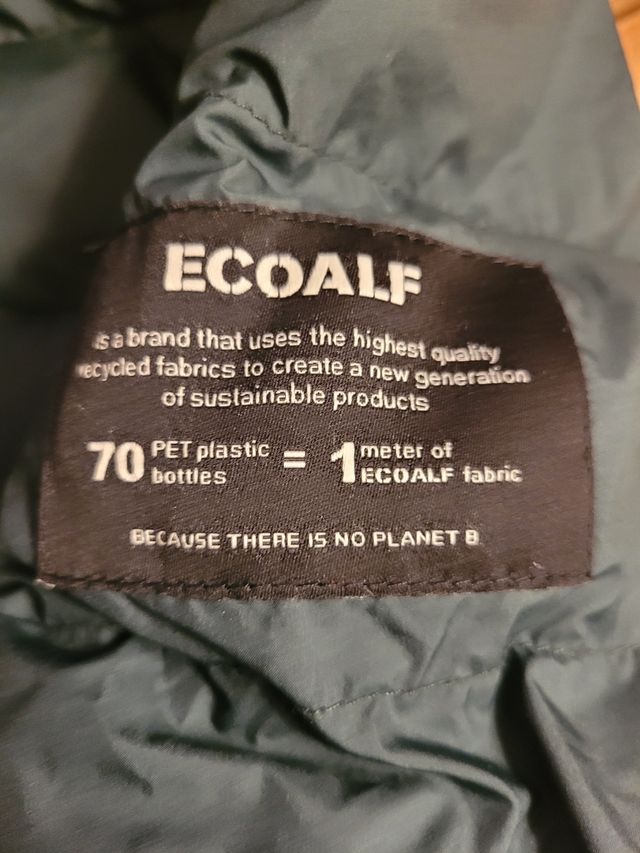 ECOALF
is a brand that uses the highest quality
recycled fabrics to create a new generation
of sustainable products
70 PET plastic bottles = 1 meter of ECOALF fabric
BECAUSE THERE IS NO PLANET B